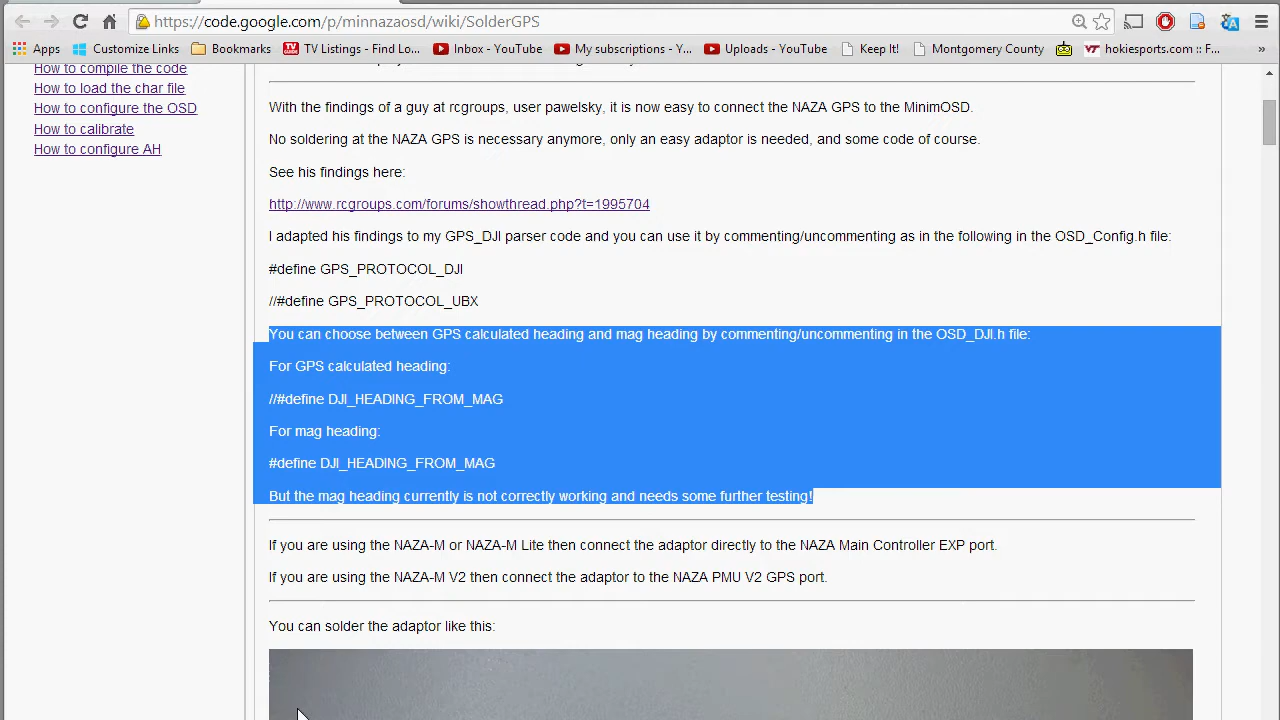 https://code.google.com/p/minnazaosd/wiki/SolderGPS
Apps Customize Links Bookmarks TV Listings - Find Lo... Inbox - YouTube My subscriptions - Y... Uploads - YouTube Keep It! Montgomery County hokiesports.com :: F... »
How to compile the code
How to load the char file
How to configure the OSD
How to calibrate
How to configure AH
With the findings of a guy at rcgroups, user pawelsky, it is now easy to connect the NAZA GPS to the MinimOSD.
No soldering at the NAZA GPS is necessary anymore, only an easy adaptor is needed, and some code of course.
See his findings here:
http://www.rcgroups.com/forums/showthread.php?t=1995704
I adapted his findings to my GPS_DJI parser code and you can use it by commenting/uncommenting as in the following in the OSD_Config.h file:
#define GPS_PROTOCOL_DJI
//#define GPS_PROTOCOL_UBX
You can choose between GPS calculated heading and mag heading by commenting/uncommenting in the OSD_DJI.h file:
For GPS calculated heading:
//#define DJI_HEADING_FROM_MAG
For mag heading:
#define DJI_HEADING_FROM_MAG
But the mag heading currently is not correctly working and needs some further testing!
If you are using the NAZA-M or NAZA-M Lite then connect the adaptor directly to the NAZA Main Controller EXP port.
If you are using the NAZA-M V2 then connect the adaptor to the NAZA PMU V2 GPS port.
You can solder the adaptor like this: